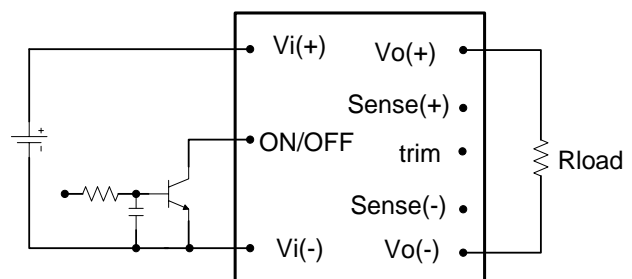 Vi(+)
Vo(+)
Sense(+)
+
-
ON/OFF
trim
Rload
Sense(-)
Vi(-)
Vo(-)